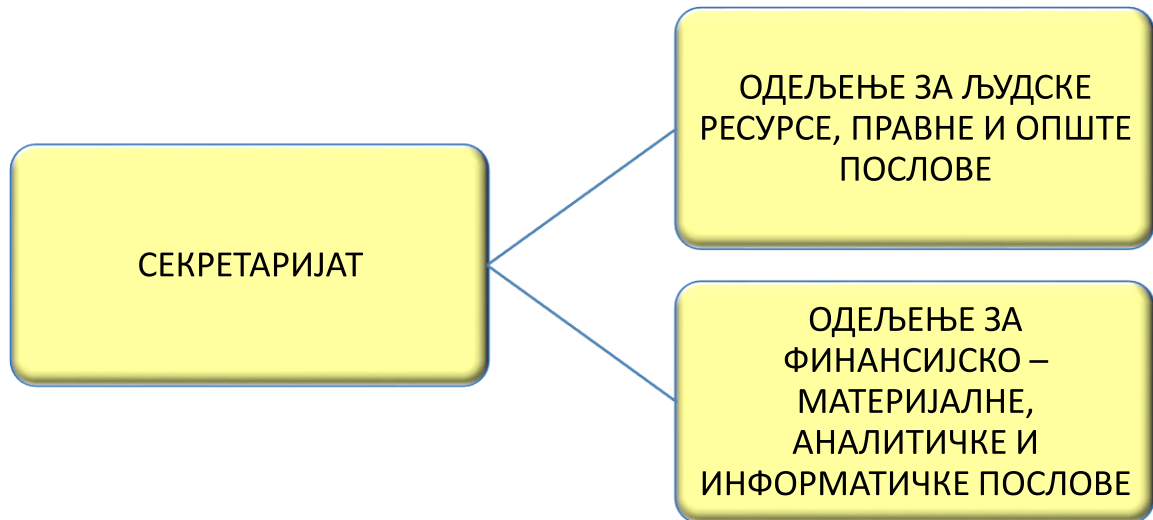 СЕКРЕТАРИЈАТ
ОДЕЉЕЊЕ ЗА ЉУДСКЕ
РЕСУРСЕ, ПРАВНЕ И ОПШТЕ
ПОСЛОВЕ
ОДЕЉЕЊЕ ЗА
ФИНАНСИЈСКО –
МАТЕРИЈАЛНЕ,
АНАЛИТИЧКЕ И
ИНФОРМАТИЧКЕ ПОСЛОВЕ